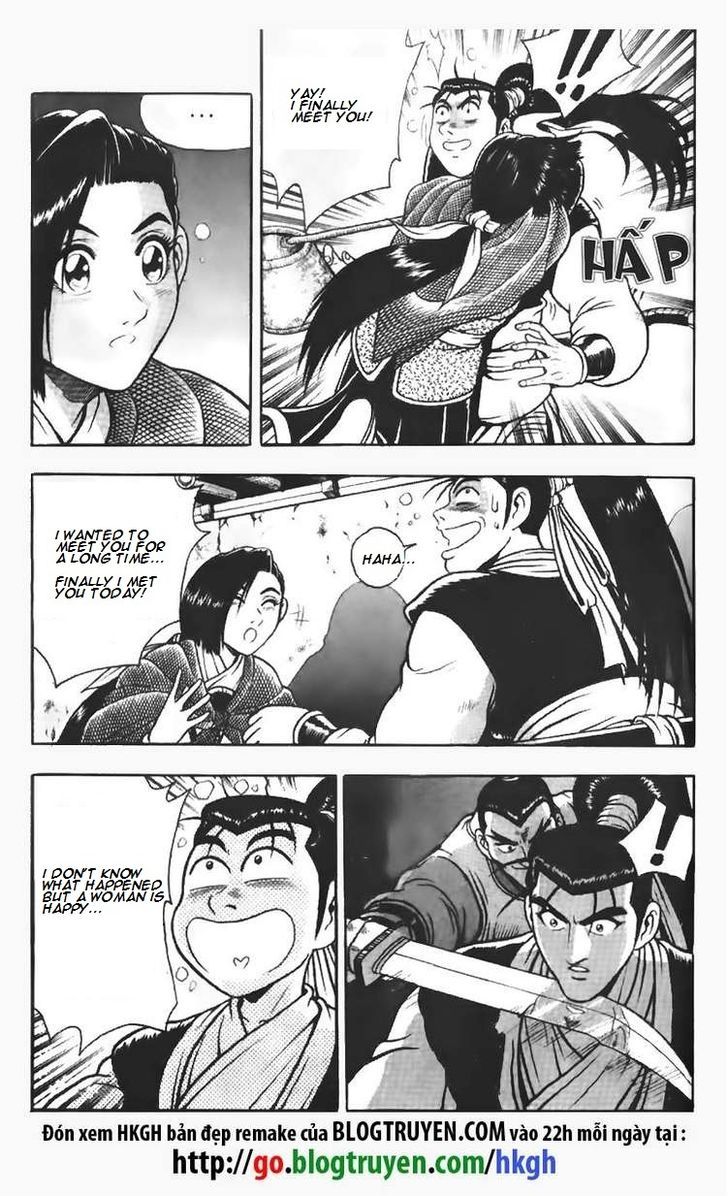 YAY!
I FINALLY
MEET YOU!
!!
HẤP
...
I WANTED TO
MEET YOU FOR
A LONG TIME...
FINALLY I MET
YOU TODAY!
HAHA...
I DON'T KNOW
WHAT HAPPENED
BUT A WOMAN IS
HAPPY...
!!
Đón xem HKGH bản đẹp remake của BLOGTRUYEN.COM vào 22h mỗi ngày tại :
http://go.blogtruyen.com/hkgh